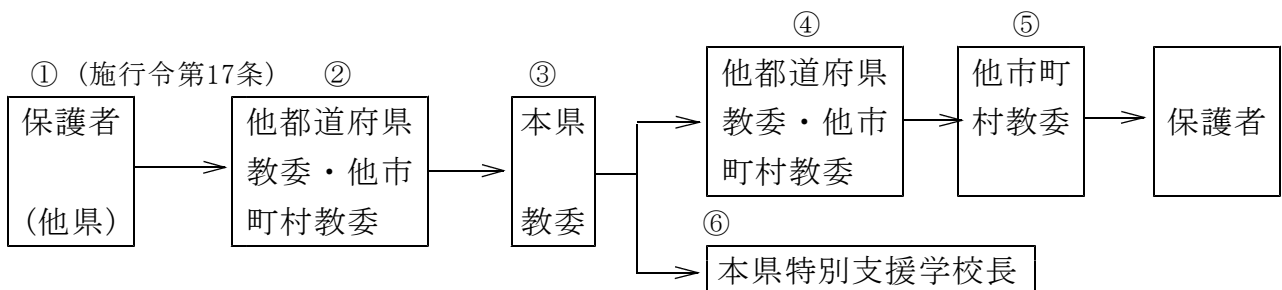 ① (施行令第17条) ② ③ ④ ⑤
保護者
(他県)
他都道府県
教委・他市
町村教委
本県
教委
他都道府県
教委・他市
町村教委
他市町
村教委
保護者
⑥
本県特別支援学校長